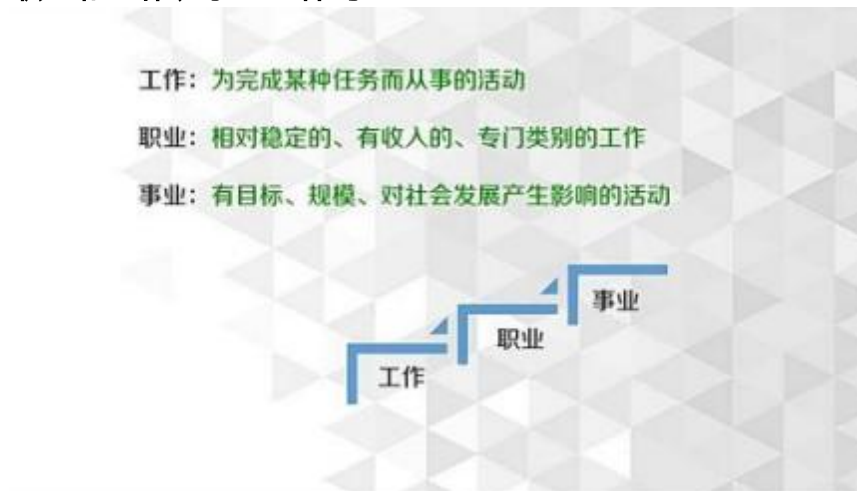 工作：为完成某种任务而从事的活动
职业：相对稳定的、有收入的、专门类别的工作
事业：有目标、规模、对社会发展产生影响的活动
事业
职业
工作